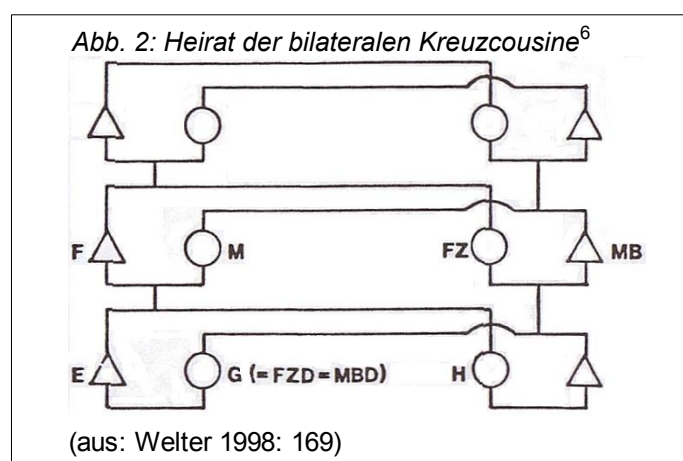 Abb. 2: Heirat der bilateralen Kreuzcousine6
F M FZ MB
E G (=FZD=MBD) H
(aus: Welter 1998: 169)